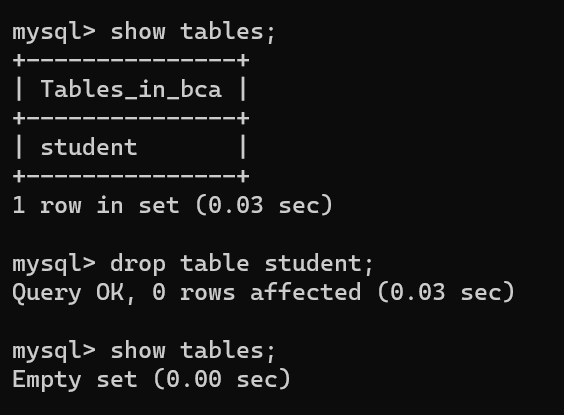 mysql> show tables;
+---------------+
| Tables_in_bca |
+---------------+
| student       |
+---------------+
1 row in set (0.03 sec)

mysql> drop table student;
Query OK, 0 rows affected (0.03 sec)

mysql> show tables;
Empty set (0.00 sec)